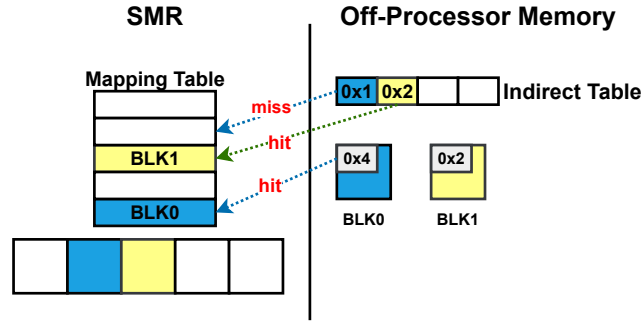 SMR
Off-Processor Memory
Mapping Table
0x1 0x2
Indirect Table
miss
hit
BLK1
hit
BLK0
0x4
0x2
BLK0
BLK1